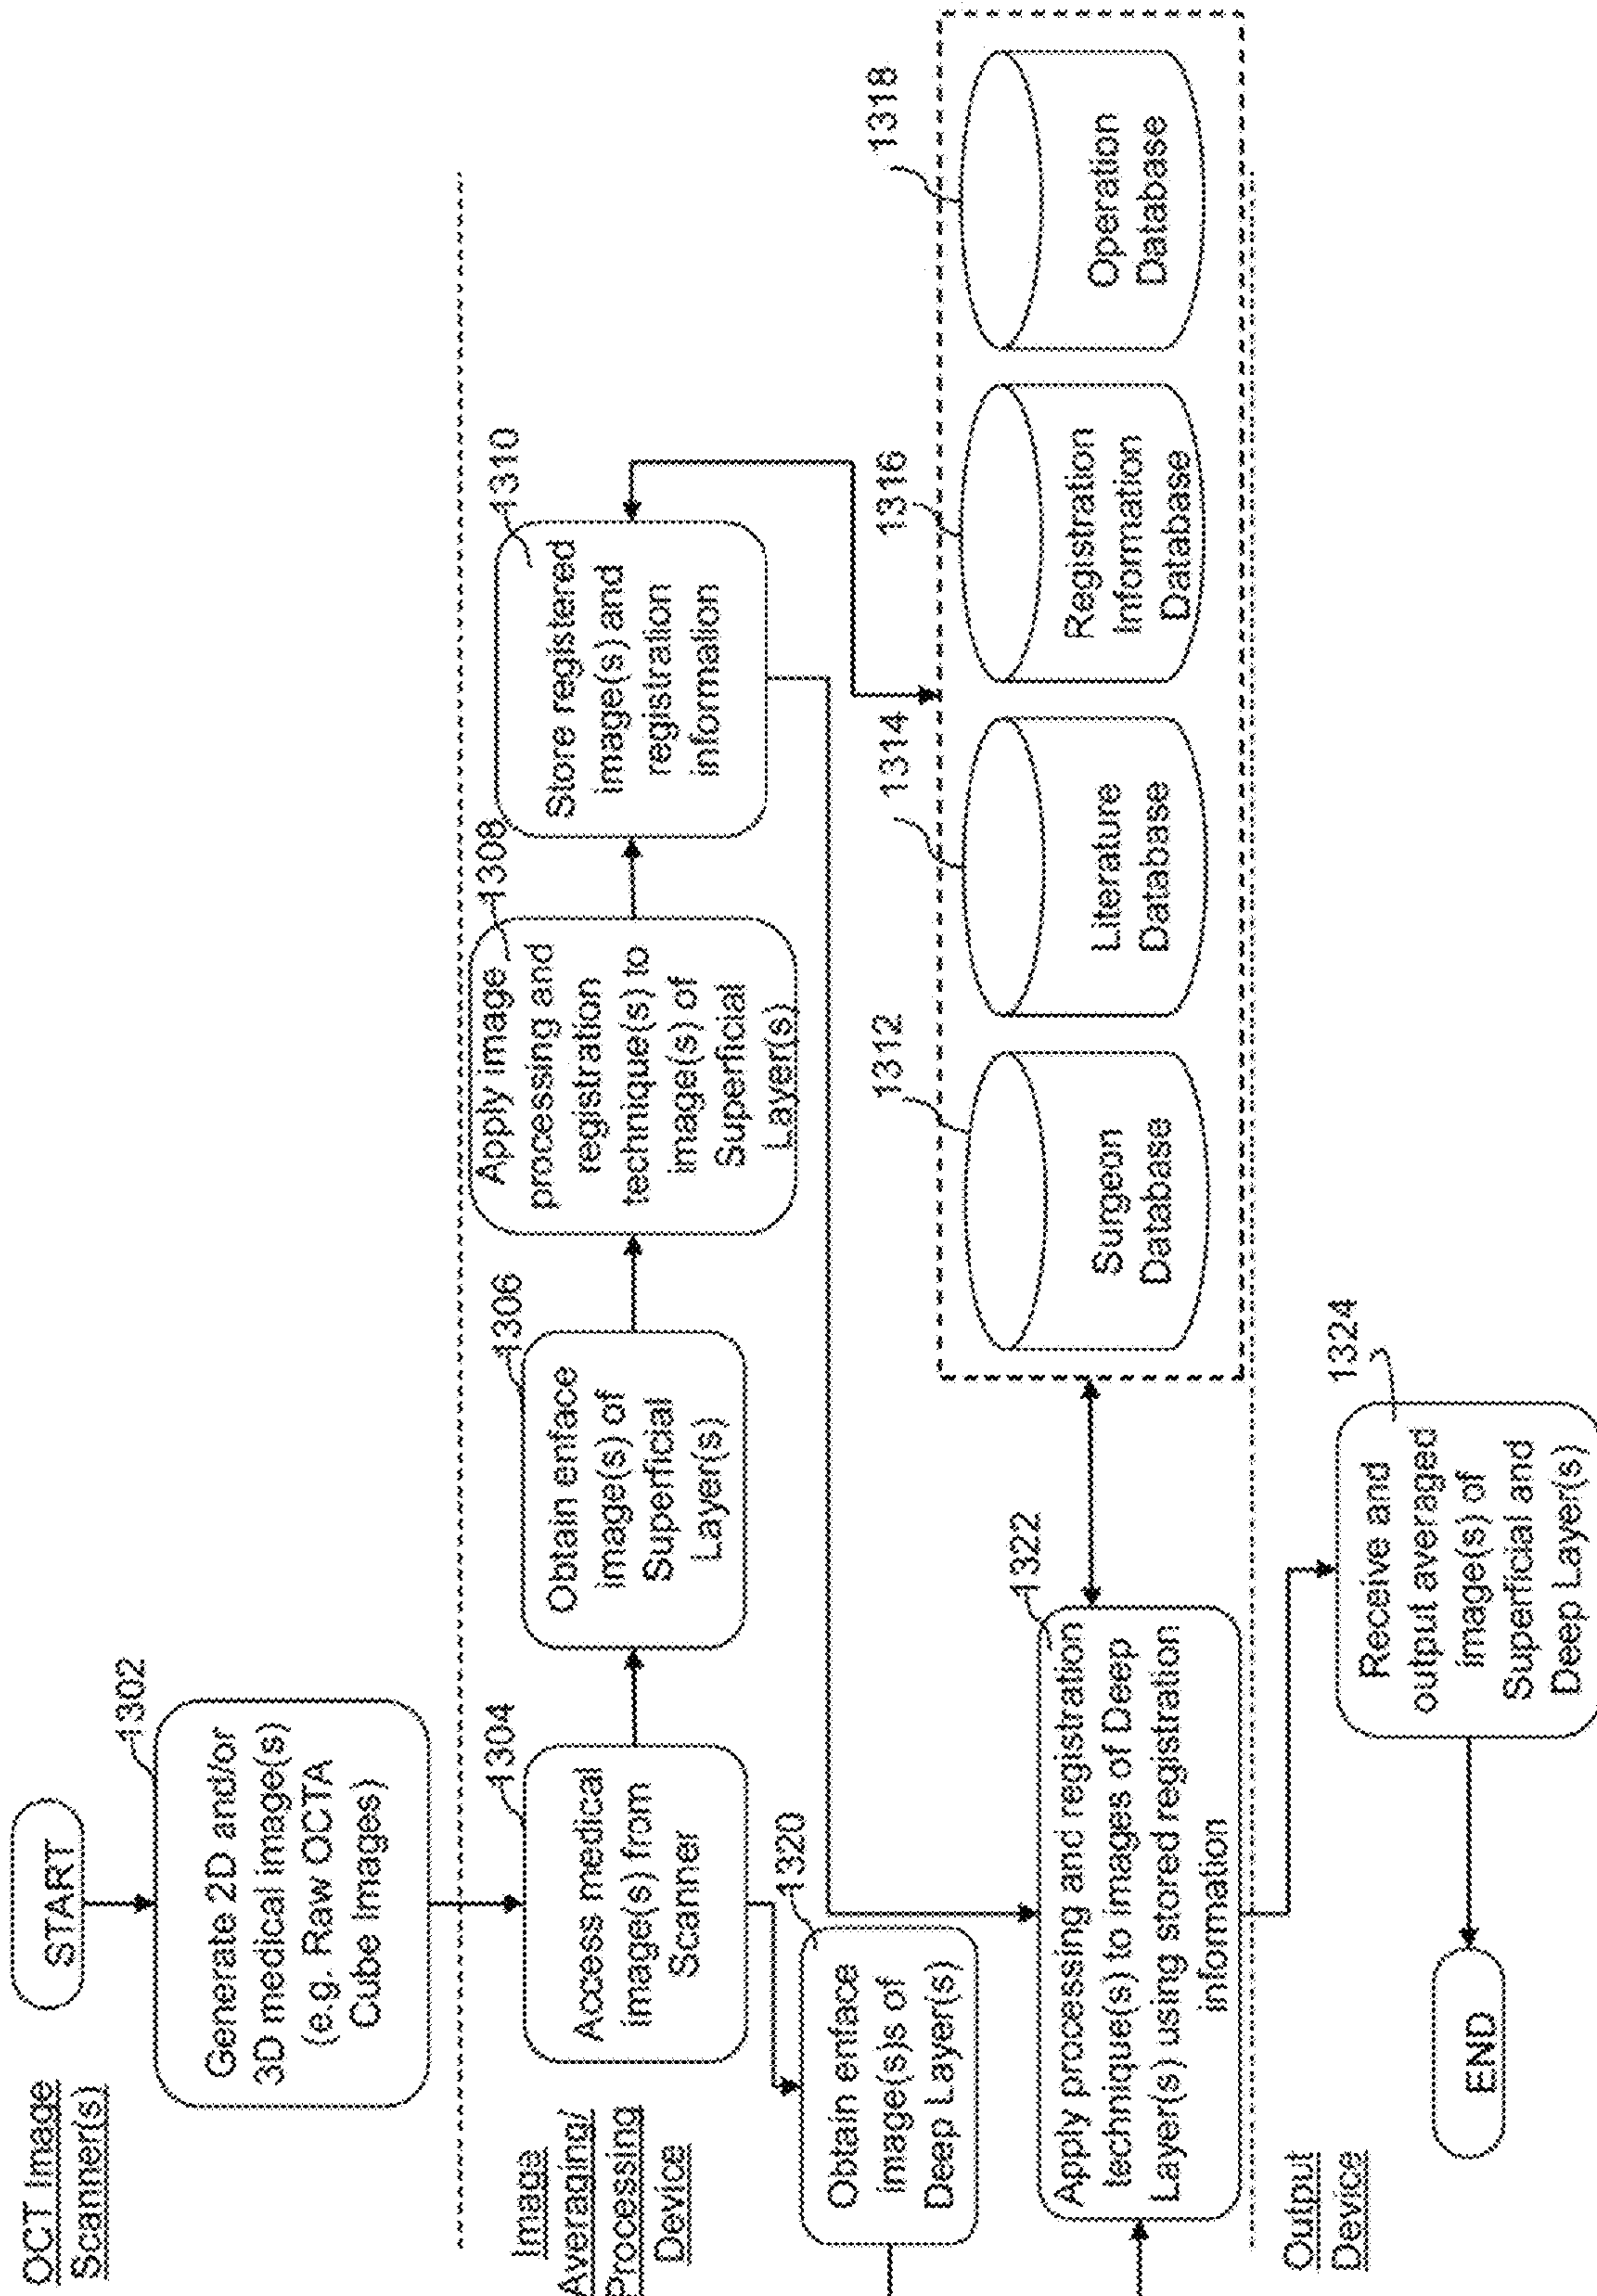 OCT Image
Scanner(s)
START
1302
Generate 2D and/or
3D medical image(s)
(e.g. Raw OCTA
Cube Images)
Image
Averaging/
Processing
Device
1304
Access medical
image(s) from
Scanner
1306
Obtain enface
image(s) of
Superficial
Layer(s)
1308
Apply image
processing and
registration
technique(s) to
image(s) of
Superficial
Layer(s)
1310
Store registered
image(s) and
registration
information
1320
Obtain enface
image(s)s of
Deep Layer(s)
1322
Apply processing and registration
technique(s) to images of Deep
Layer(s) using stored registration
information
1312
Surgeon
Database
1314
Literature
Database
1316
Registration
Information
Database
1318
Operation
Database
Output
Device
1324
Receive and
output averaged
image(s) of
Superficial and
Deep Layer(s)
END